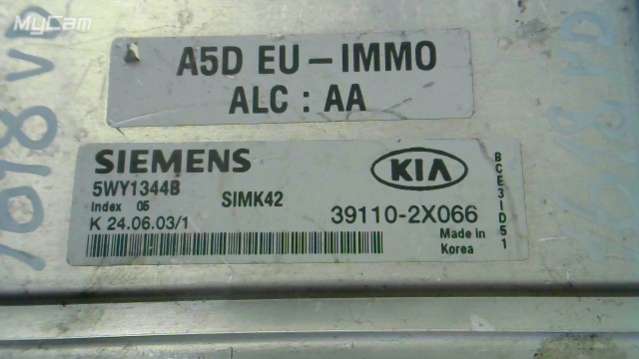 MyCam
A5D EU – IMMO
ALC : AA
SIEMENS
KIA
5WY1344B
SIMK42
Index 05
39110-2X066
K 24.06.03/1
Made in
Korea
BCE3ID51